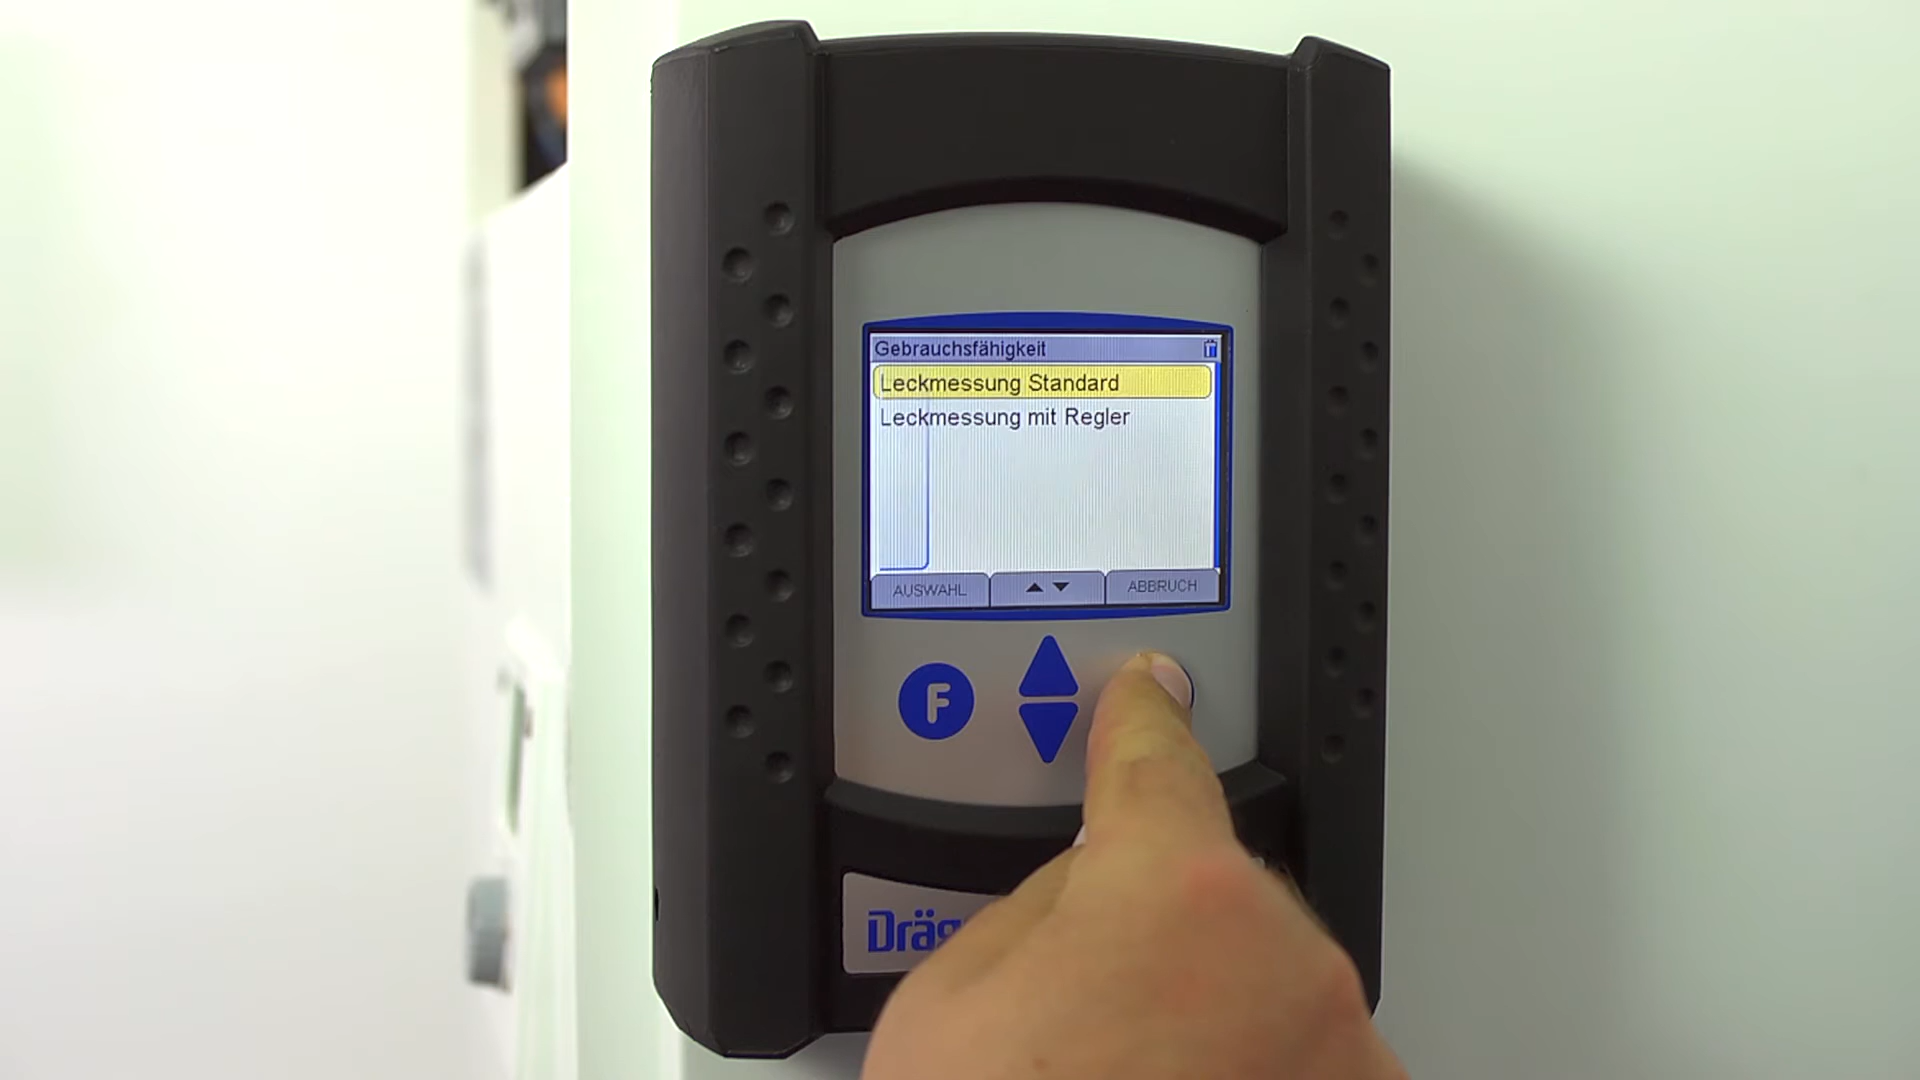 Gebrauchsfähigkeit
Leckmessung Standard
Leckmessung mit Regler
AUSWAHL
ABBRUCH
F
Dräg